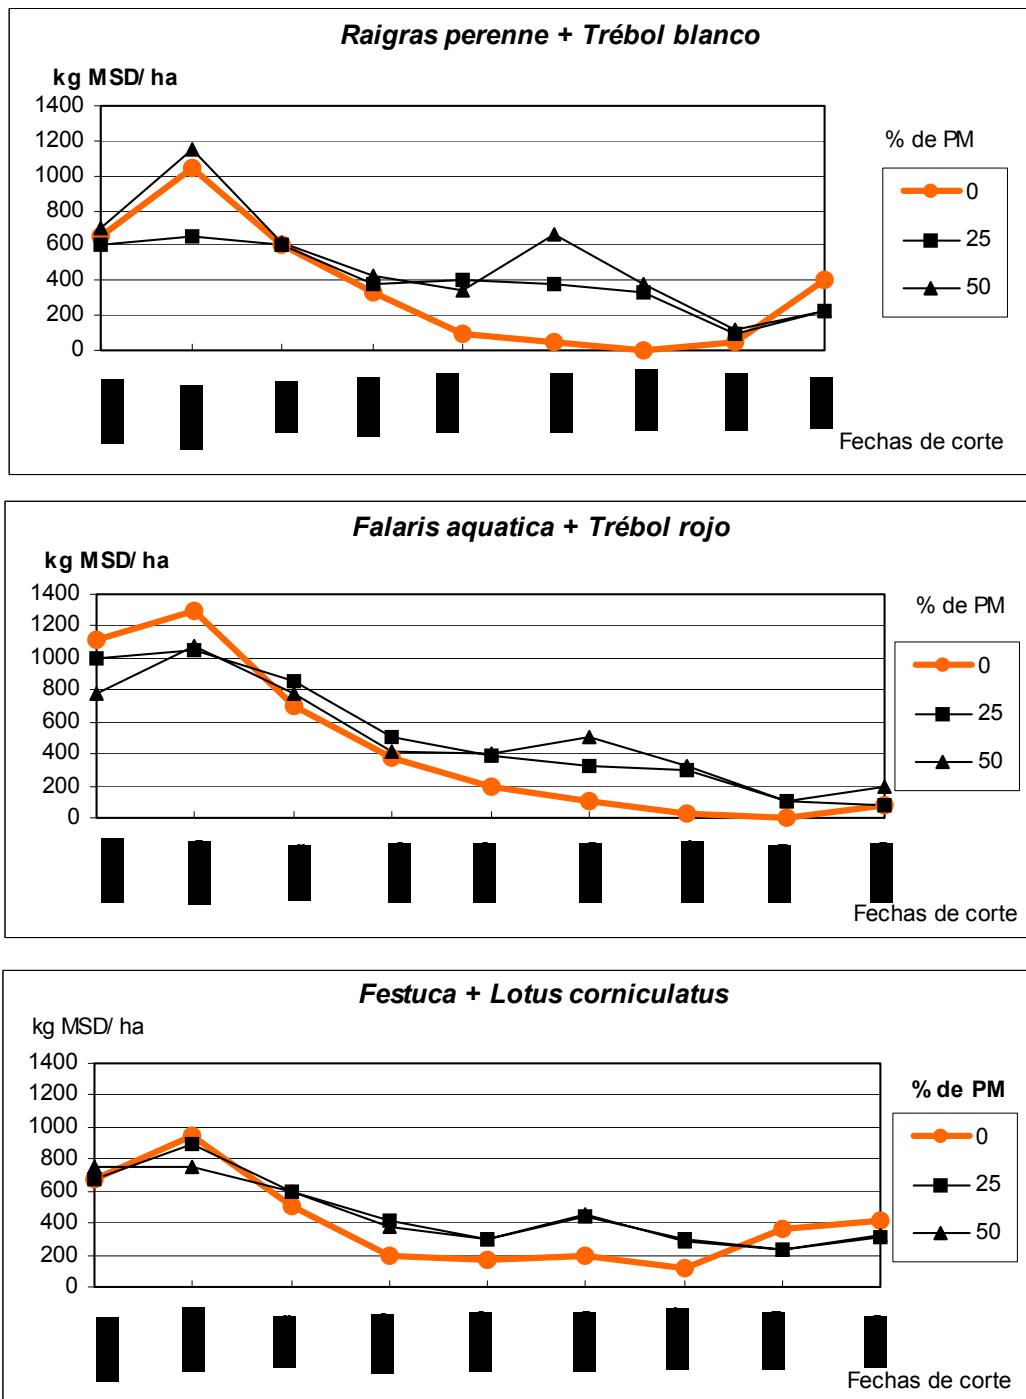 Raigras perenne + Trébol blanco
kg MSD/ ha
1400
1200
1000
800
600
400
200
0
% de PM
0
25
50
Fechas de corte
Falaris aquatica + Trébol rojo
kg MSD/ ha
1400
1200
1000
800
600
400
200
0
% de PM
0
25
50
Fechas de corte
Festuca + Lotus corniculatus
kg MSD/ ha
1400
1200
1000
800
600
400
200
0
% de PM
0
25
50
Fechas de corte